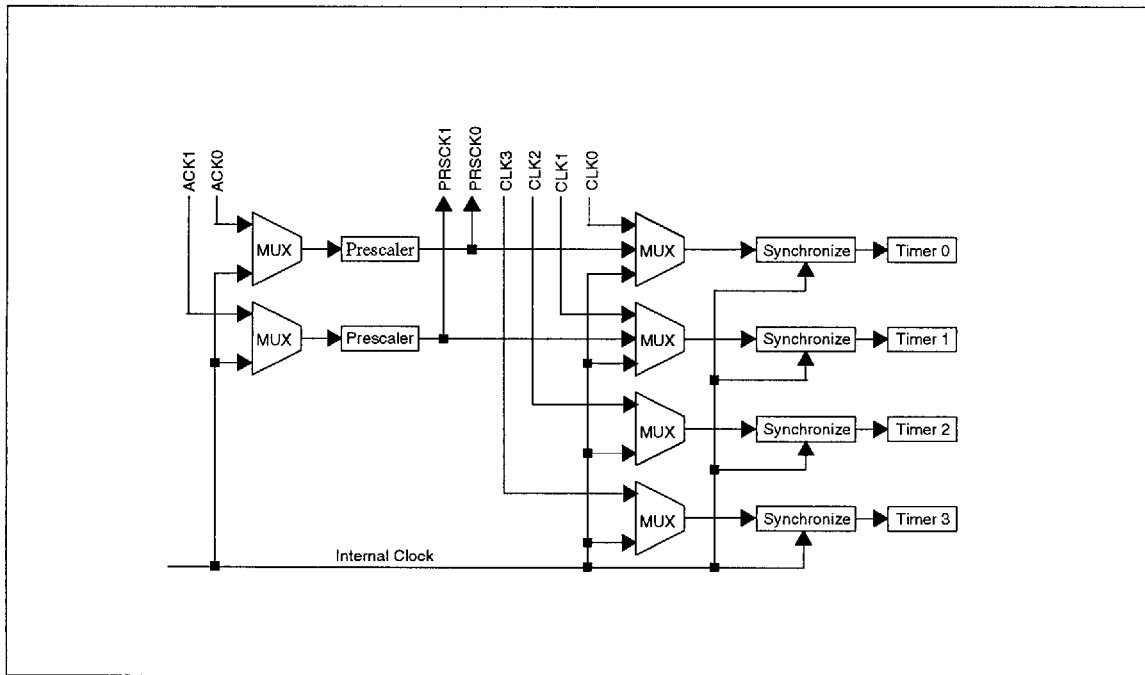 ACK1
ACK0
PRSCK1
PRSCK0
CLK3
CLK2
CLK1
CLK0
MUX
Prescaler
MUX
Synchronize
Timer 0
MUX
Prescaler
MUX
Synchronize
Timer 1
MUX
Synchronize
Timer 2
MUX
Synchronize
Timer 3
Internal Clock